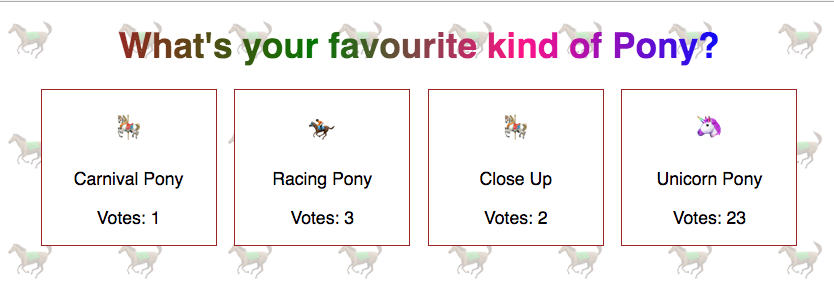 What's your favourite kind of Pony?
Carnival Pony
Votes: 1
Racing Pony
Votes: 3
Close Up
Votes: 2
Unicorn Pony
Votes: 23